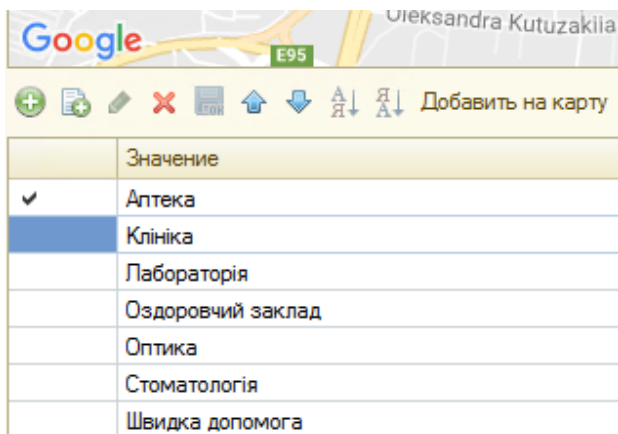 Oleksandra Kutuzakiia
Google
E95
Добавить на карту
Значение
Аптека
Клініка
Лабораторія
Оздоровчий заклад
Оптика
Стоматологія
Швидка допомога